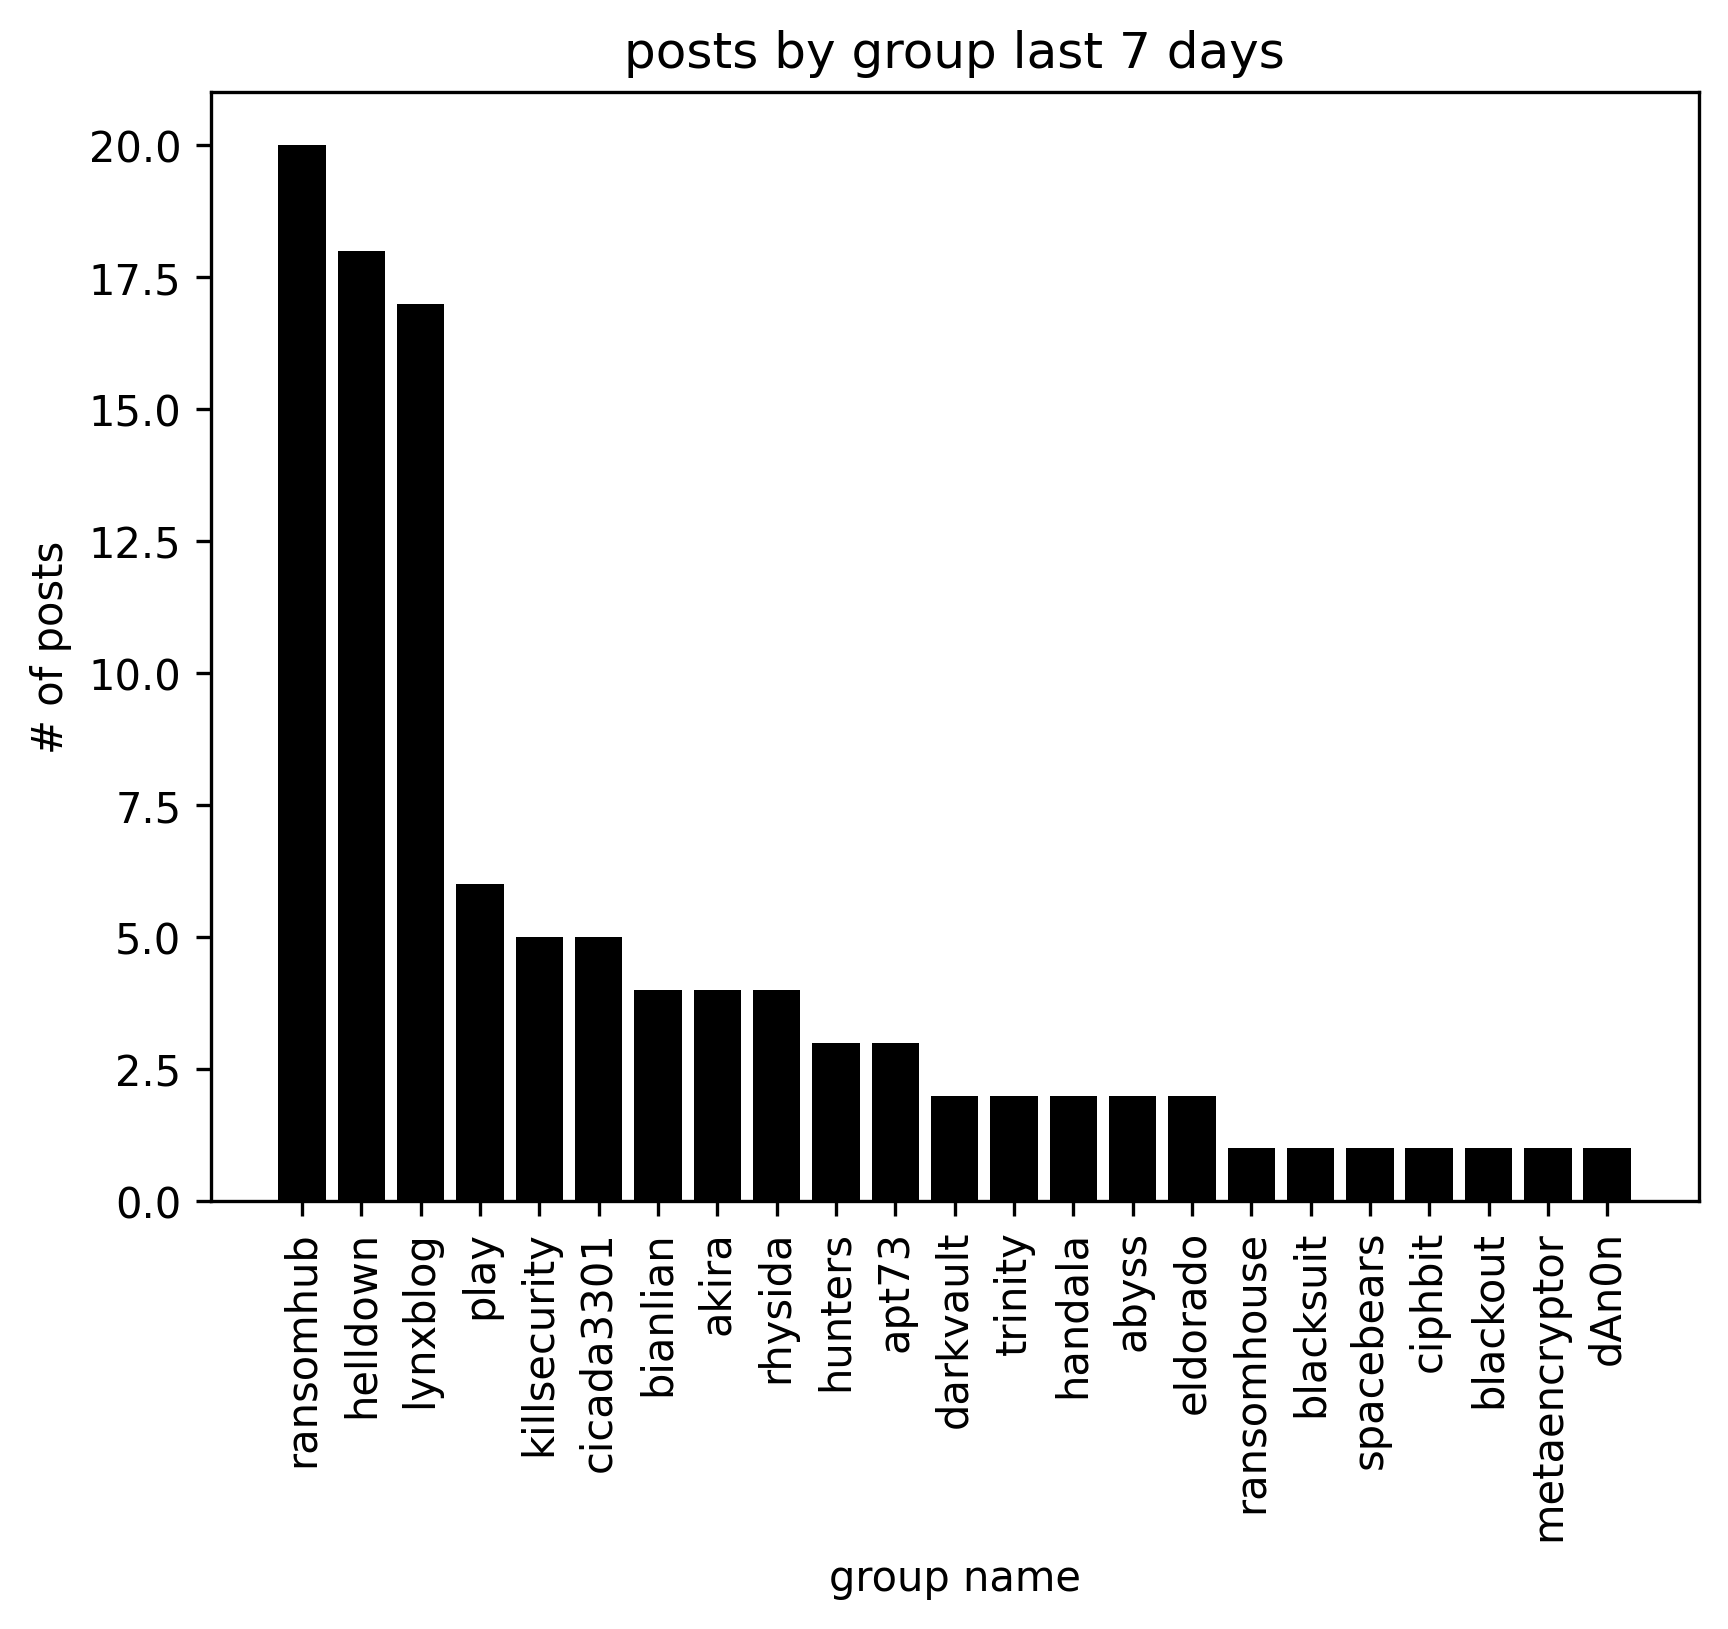 posts by group last 7 days
# of posts
20.0
17.5
15.0
12.5
10.0
7.5
5.0
2.5
0.0
ransomhub
helldown
lynxblog
play
killsecurity
cicada3301
bianlian
akira
rhysida
hunters
apt73
darkvault
trinity
handala
abyss
eldorado
ransomhouse
blacksuit
spacebears
ciphbit
blackout
metaencryptor
dAn0n
group name